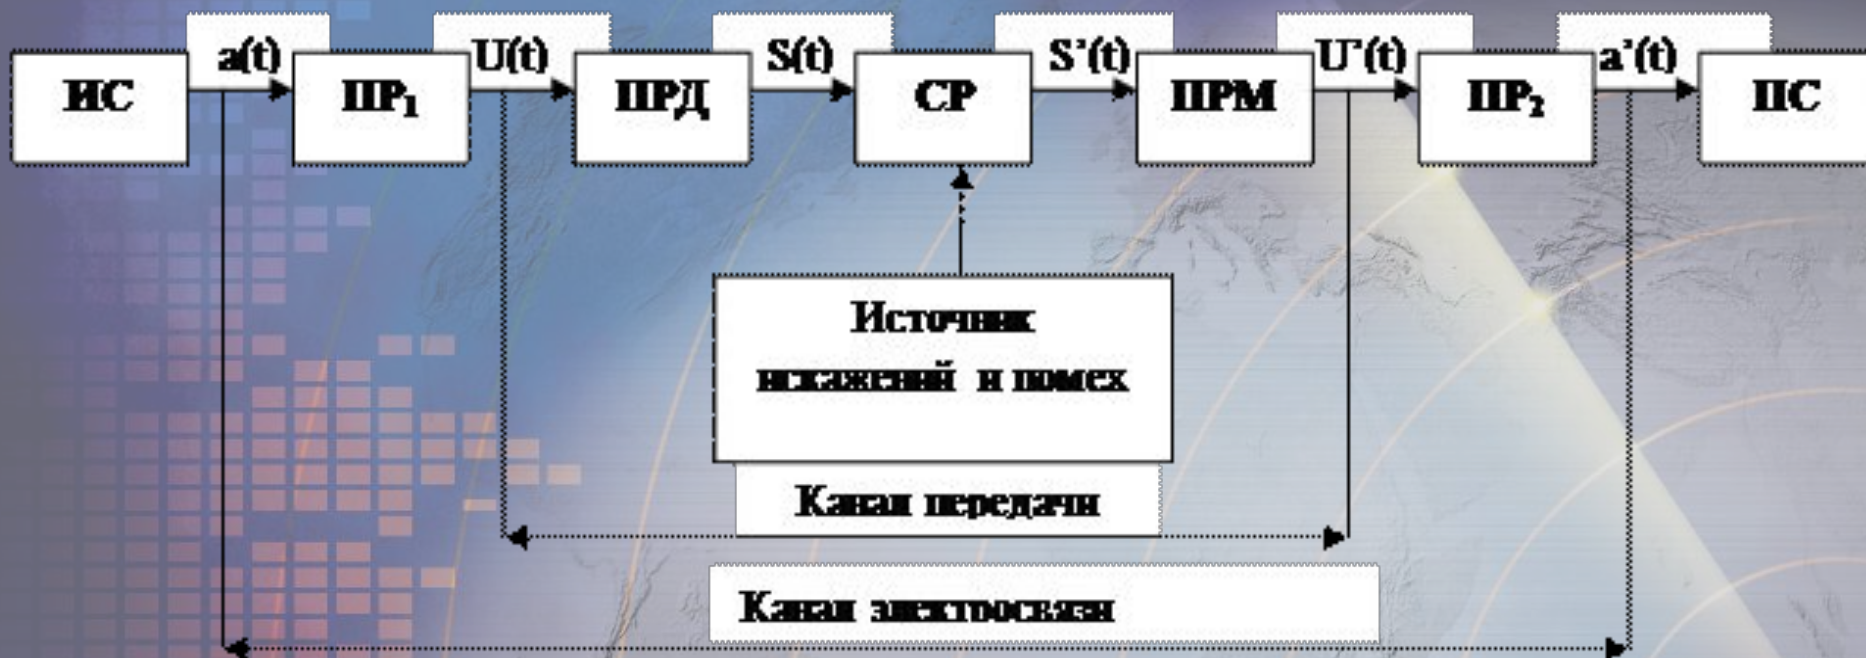 a(t) U(t) S(t) S’(t) U’(t) a’(t)
ИС ПР₁ ПРД СР ПРМ ПР₂ ПС
Источник
искажений и помех
Канал передачи
Канал электросвязи